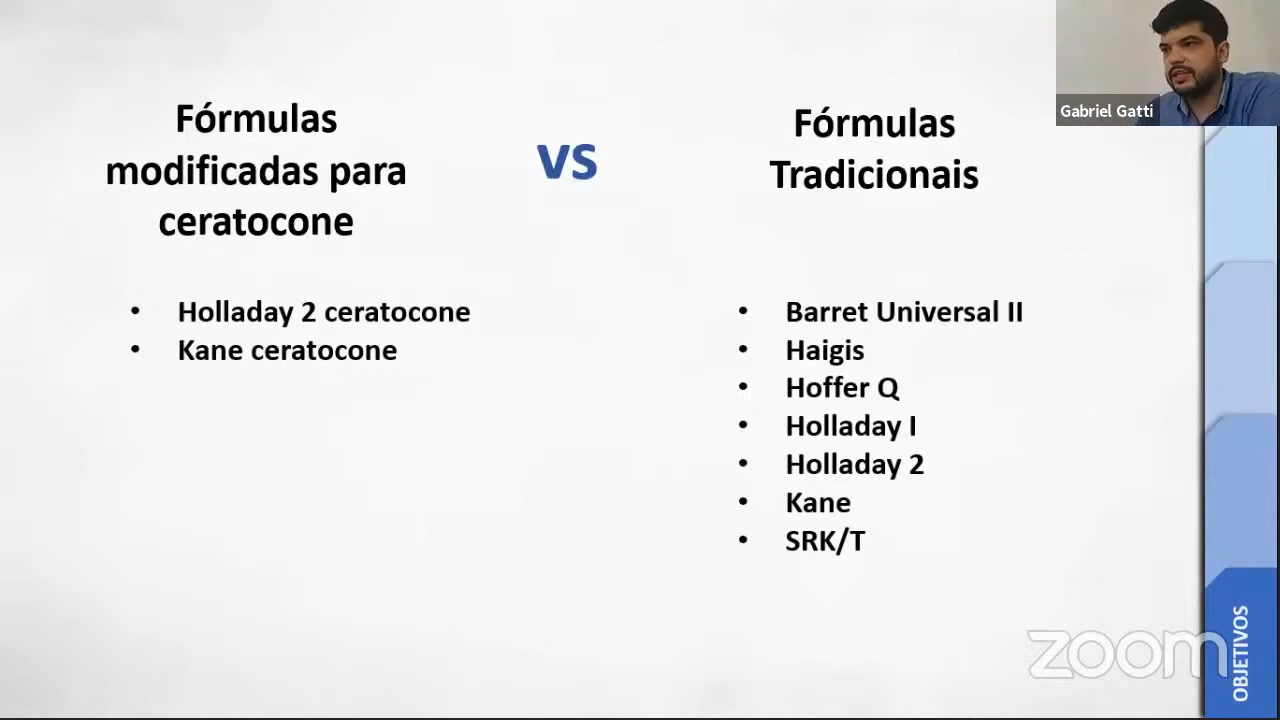 Fórmulas
modificadas para
ceratocone
vs
Fórmulas
Tradicionais
Gabriel Gatti
• Holladay 2 ceratocone
• Kane ceratocone
• Barret Universal II
• Haigis
• Hoffer Q
• Holladay I
• Holladay 2
• Kane
• SRK/T
zoom
OBJETIVOS